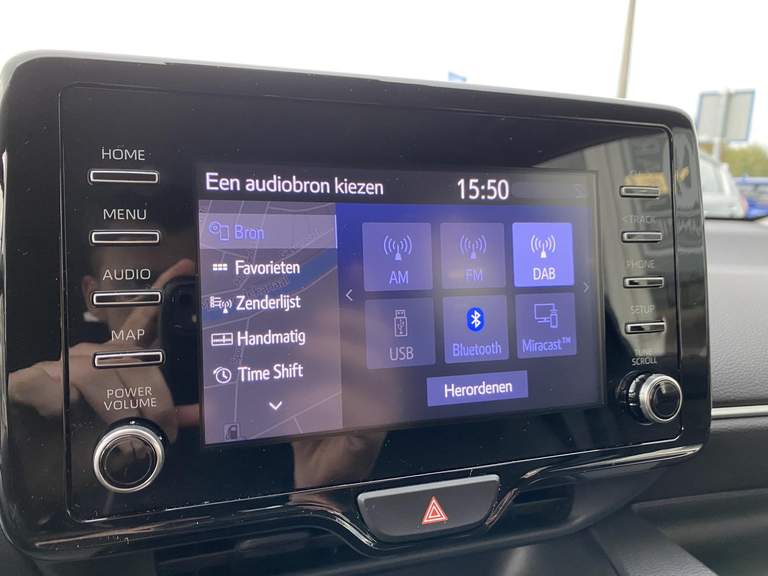 HOME
MENU
AUDIO
MAP
POWER
VOLUME
Een audiobron kiezen 15:50
Bron
Favorieten
Zenderlijst
Handmatig
Time Shift
AM FM DAB
USB Bluetooth Miracast™
Herordenen
TRACK
PHONE
SETUP
TUNE
SCROLL